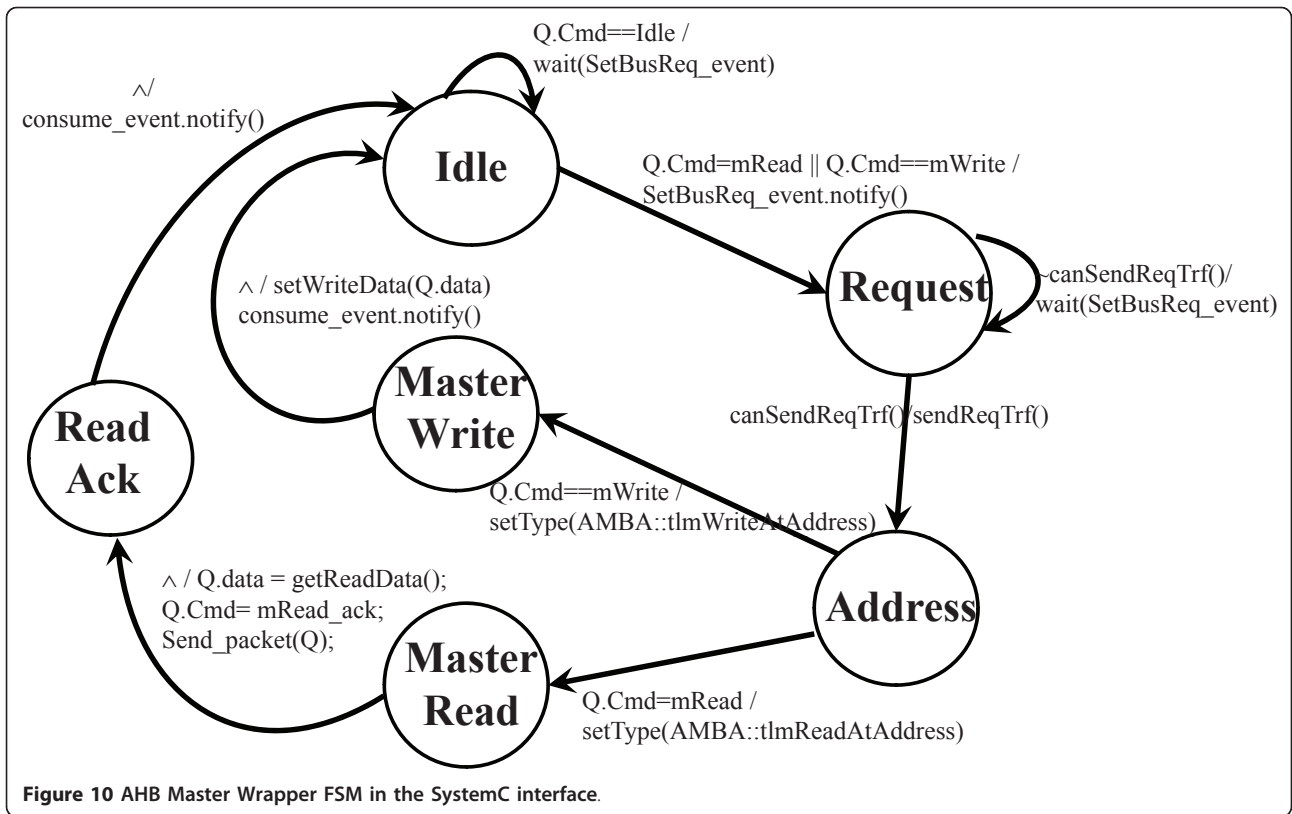 Q.Cmd==Idle /
wait(SetBusReq_event)
∧/
consume_event.notify()
Idle
Q.Cmd=mRead || Q.Cmd==mWrite /
SetBusReq_event.notify()
Request
~canSendReqTrf()/
wait(SetBusReq_event)
∧ / setWriteData(Q.data)
consume_event.notify()
Master
Write
canSendReqTrf()/sendReqTrf()
Read
Ack
Q.Cmd==mWrite /
setType(AMBA::tlmWriteAtAddress)
∧ / Q.data = getReadData();
Q.Cmd= mRead_ack;
Send_packet(Q);
Address
Master
Read
Q.Cmd=mRead /
setType(AMBA::tlmReadAtAddress)
Figure 10 AHB Master Wrapper FSM in the SystemC interface.